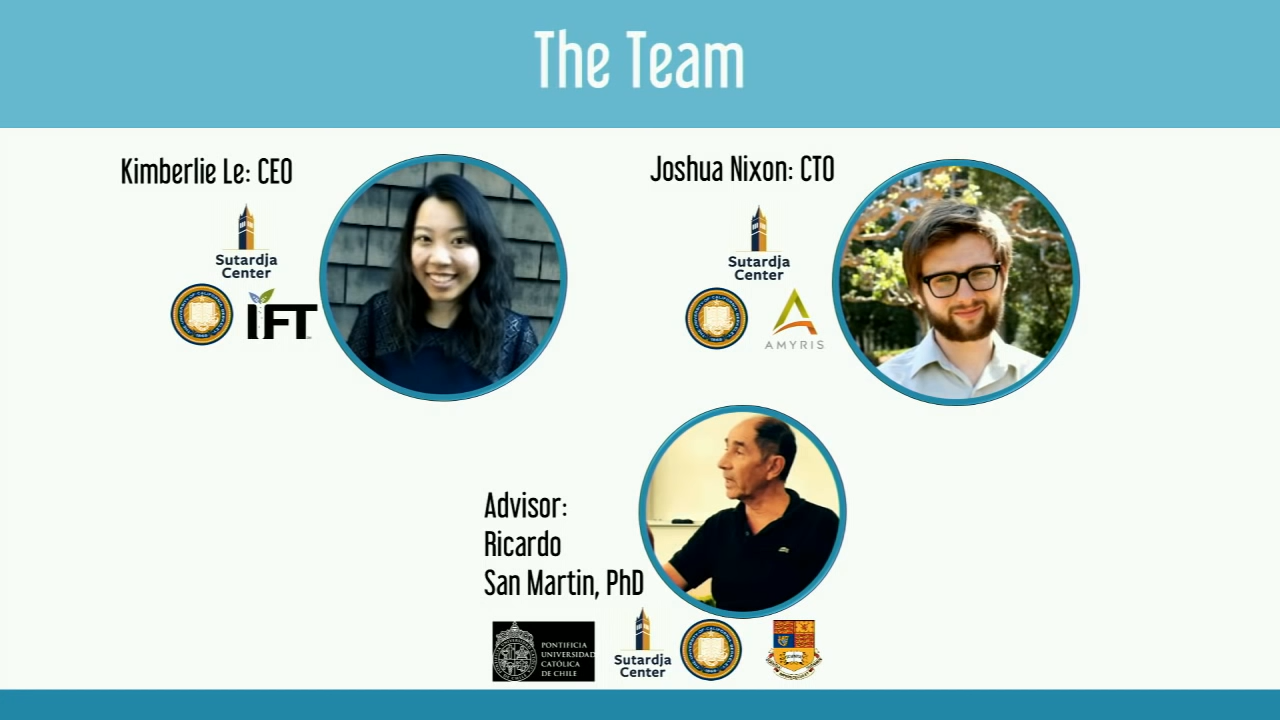 The Team
Kimberlie Le: CEO
Sutardja
Center
IFT
Joshua Nixon: CTO
Sutardja
Center
AMYRIS
Advisor:
Ricardo
San Martin, PhD
PONTIFICIA
UNIVERSIDAD
CATÓLICA
DE CHILE
Sutardja
Center